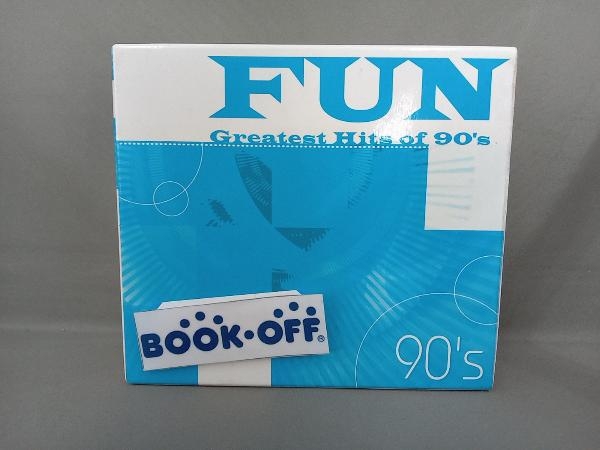 FUN
Greatest Hits of 90's
BOOK·OFF®
90's